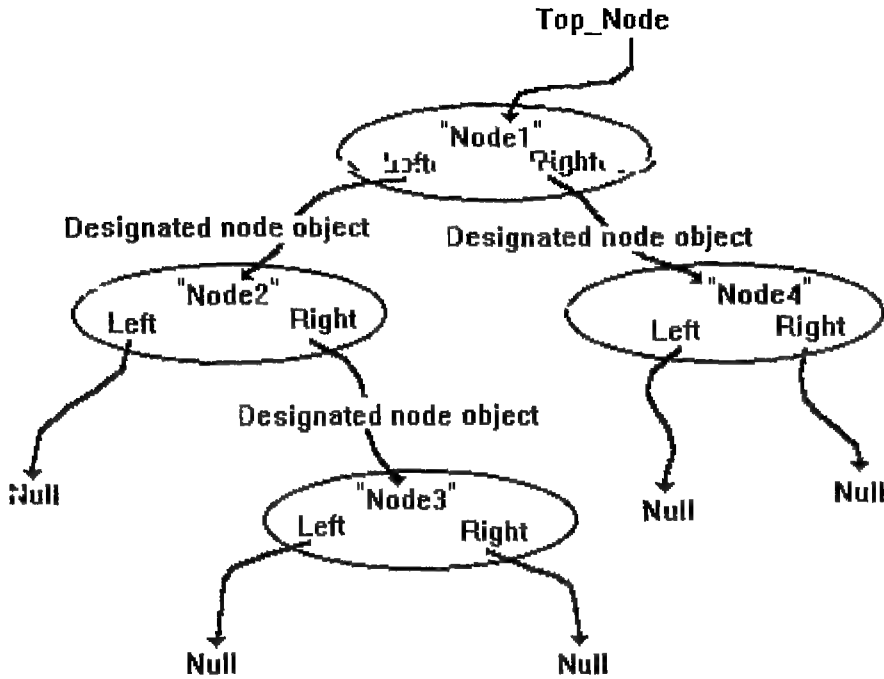 Top_Node
"Node1"
Left Right
Designated node object
Designated node object
"Node2"
Left Right
"Node4"
Left Right
Designated node object
Null
"Node3"
Left Right
Null
Null
Null
Null